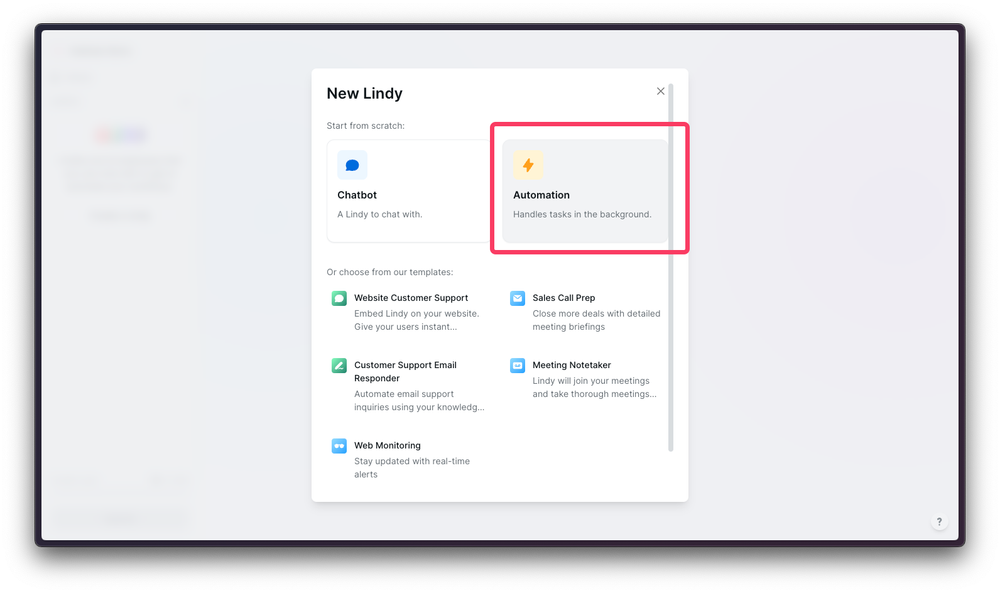 New Lindy
Start from scratch:
Chatbot
A Lindy to chat with.
Automation
Handles tasks in the background.
Or choose from our templates:
Website Customer Support
Embed Lindy on your website.
Give your users instant...
Sales Call Prep
Close more deals with detailed
meeting briefings
Customer Support Email
Responder
Automate email support
inquiries using your knowledg...
Meeting Notetaker
Lindy will join your meetings
and take thorough meetings...
Web Monitoring
Stay updated with real-time
alerts
?